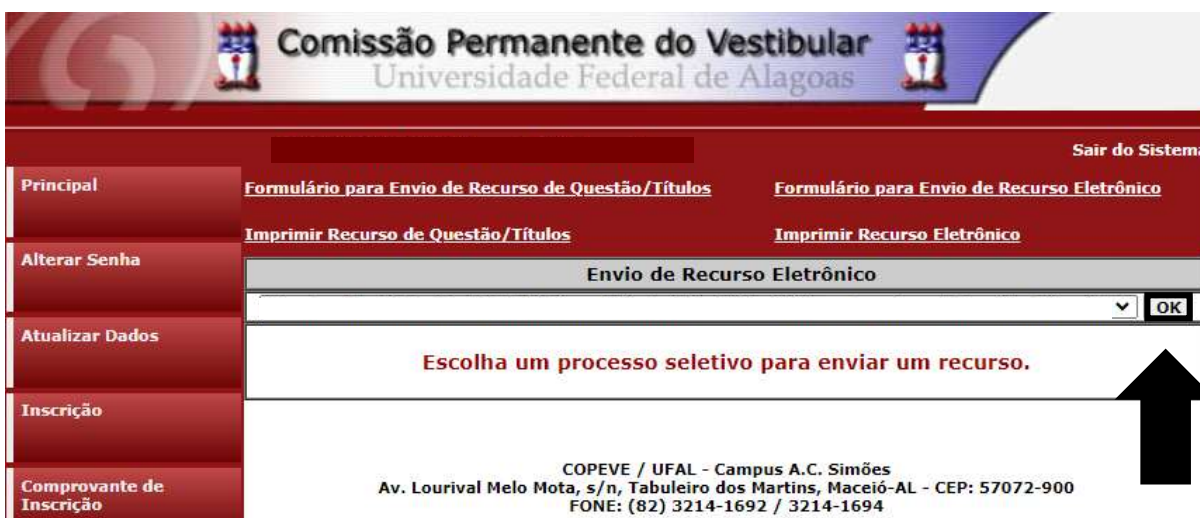 Comissão Permanente do Vestibular
Universidade Federal de Alagoas
Sair do Sistema
Principal
Formulário para Envio de Recurso de Questão/Títulos
Formulário para Envio de Recurso Eletrônico
Imprimir Recurso de Questão/Títulos
Imprimir Recurso Eletrônico
Alterar Senha
Envio de Recurso Eletrônico
OK
Atualizar Dados
Escolha um processo seletivo para enviar um recurso.
Inscrição
Comprovante de
Inscrição
COPEVE / UFAL - Campus A.C. Simões
Av. Lourival Melo Mota, s/n, Tabuleiro dos Martins, Maceió-AL - CEP: 57072-900
FONE: (82) 3214-1692 / 3214-1694